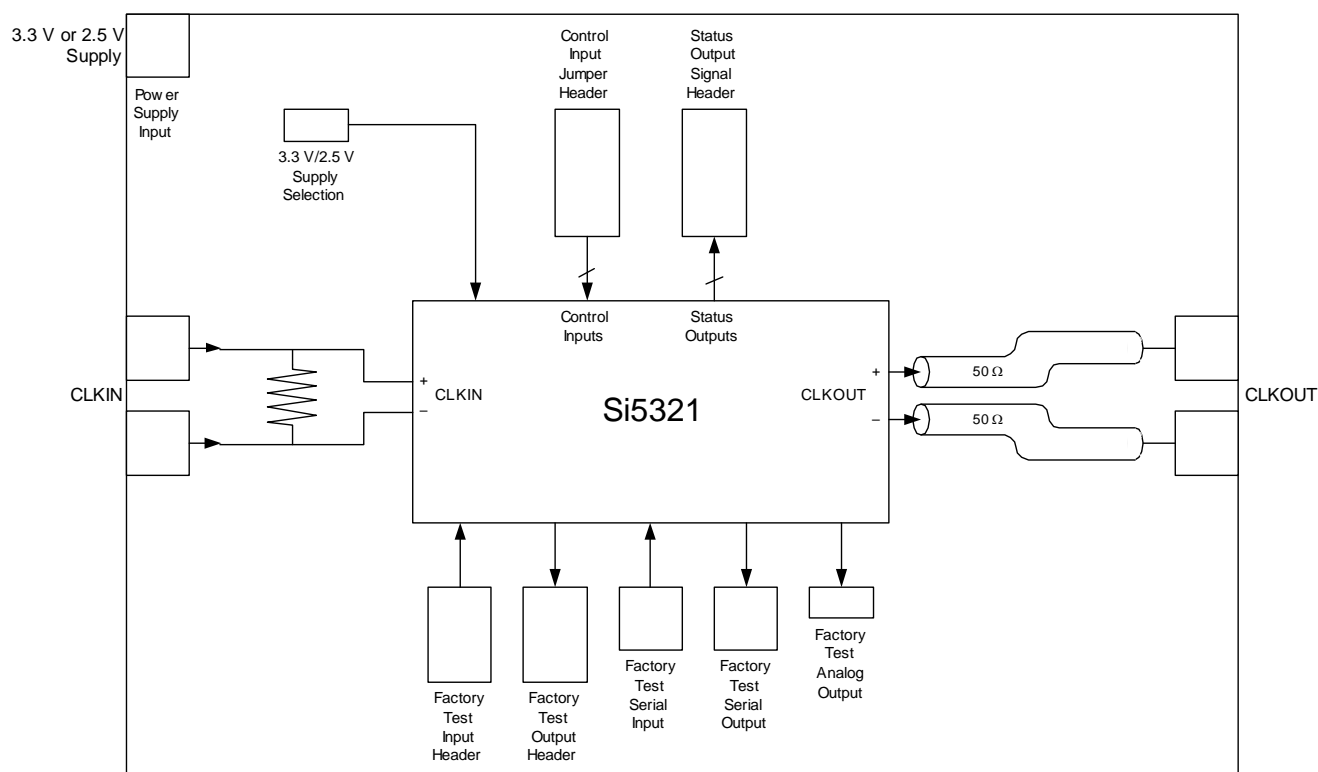 3.3 V or 2.5 V
Supply
Power
Supply
Input
3.3 V/2.5 V
Supply
Selection
Control
Input
Jumper
Header
Status
Output
Signal
Header
Control
Inputs
Status
Outputs
CLKIN
+
CLKIN
–
Si5321
+
CLKOUT
–
50 Ω
50 Ω
CLKOUT
Factory
Test
Input
Header
Factory
Test
Output
Header
Factory
Test
Serial
Input
Factory
Test
Serial
Output
Factory
Test
Analog
Output